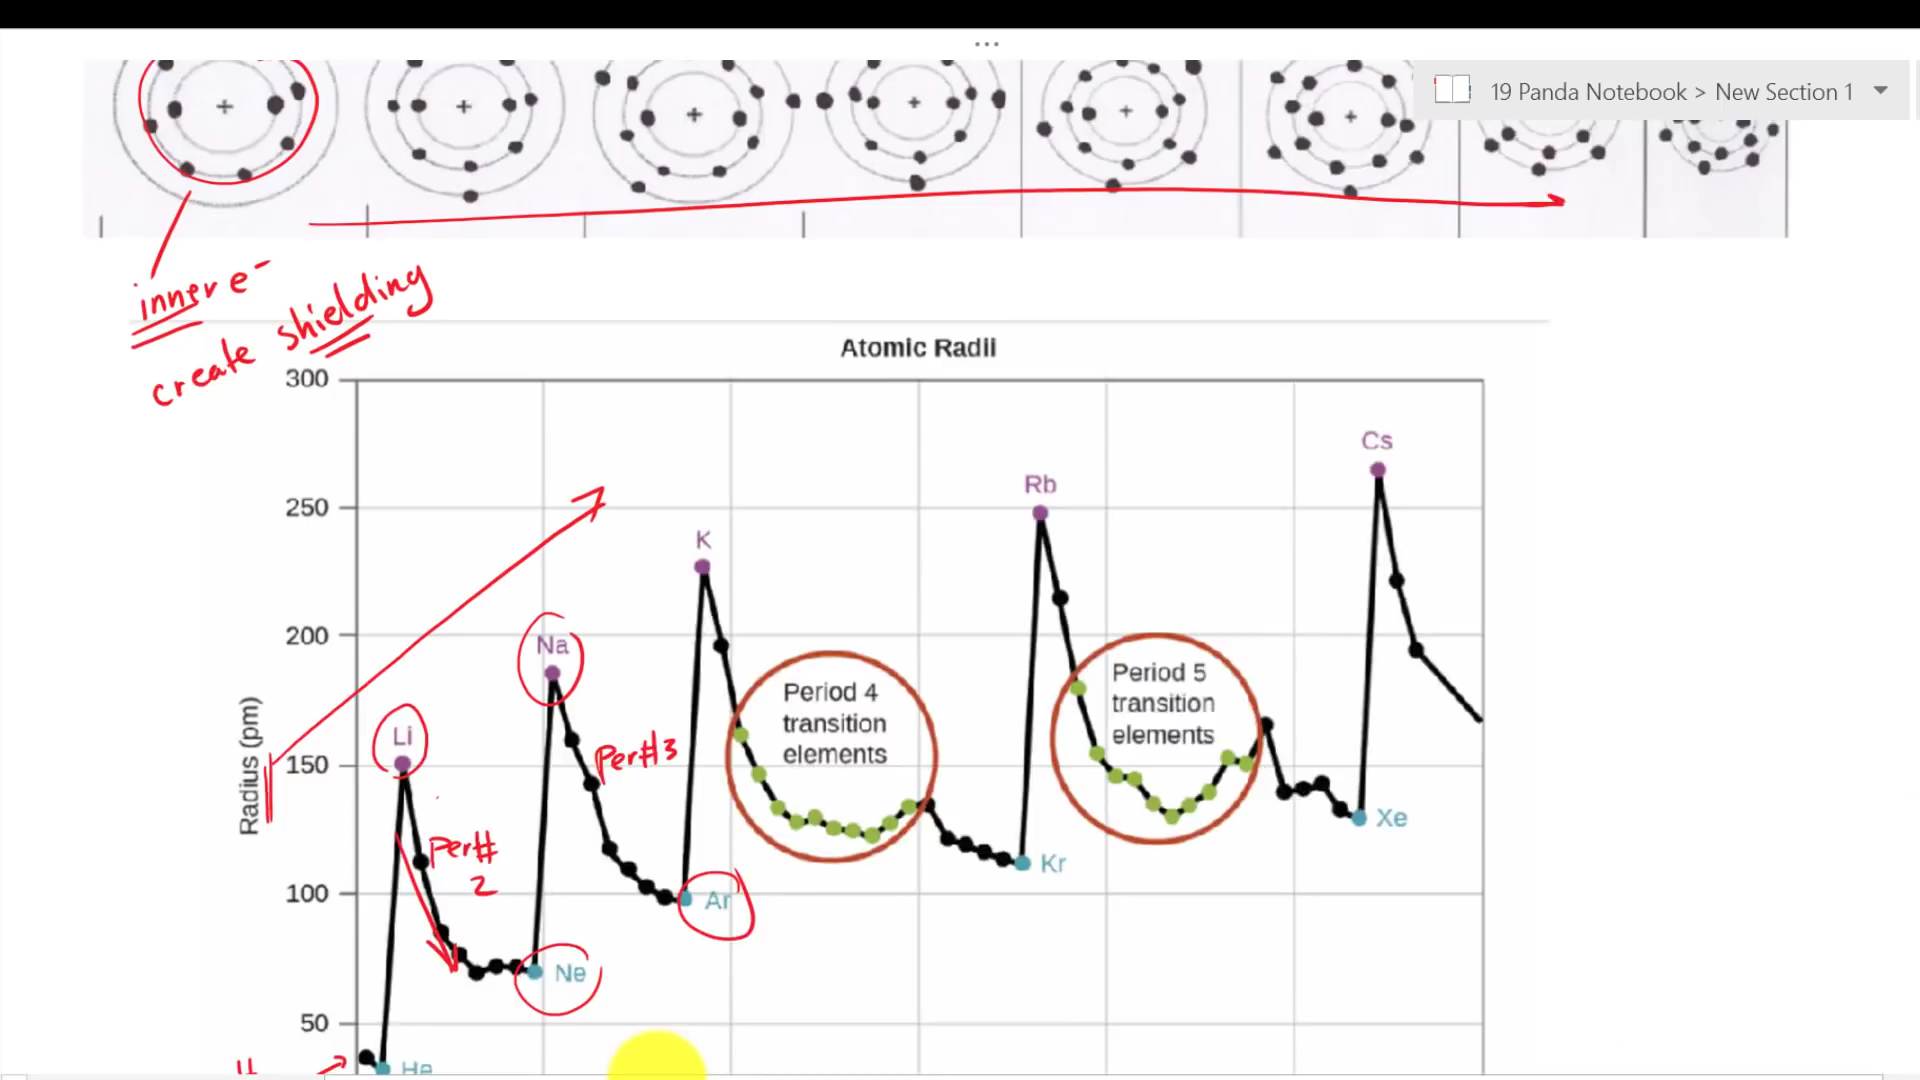 ...
19 Panda Notebook > New Section 1
+ + + + + +
inner e⁻
create shielding
Atomic Radii
300
250
200
150
100
50
Radius (pm)
Cs
Rb
K
Na
Li
Period 4
transition
elements
Period 5
transition
elements
Per#3
Per#
2
Xe
Kr
Ar
Ne
He